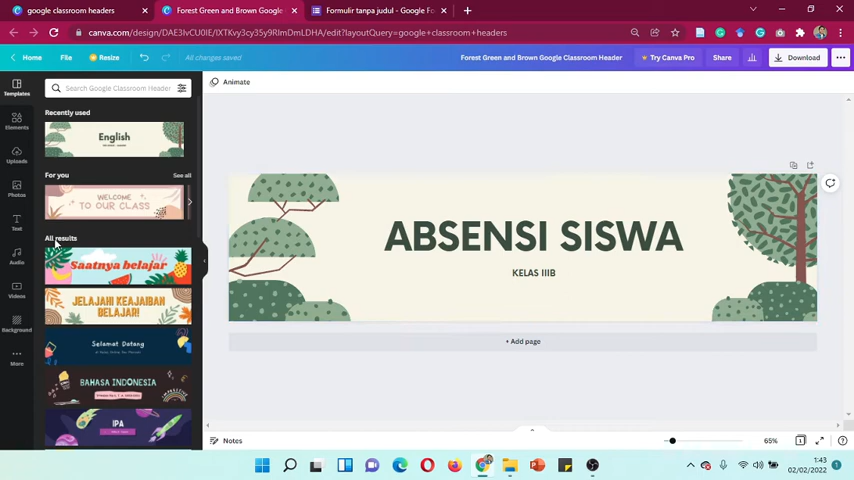 google classroom headers
Forest Green and Brown Google
Formulir tanpa judul - Google Fo
canva.com/design/DAE3IvCU0IE/IXTKvy3cy35y9RImDmLDHA/edit?layoutQuery=google+classroom+headers
Home
File
Resize
All changes saved
Forest Green and Brown Google Classroom Header
Try Canva Pro
Share
Download
Templates
Elements
Uploads
Photos
Text
Audio
Videos
Background
More
Search Google Classroom Header
Recently used
English
For you
See all
WELCOME
TO OUR CLASS
All results
Saatnya belajar
JELAJAHI KEAJAIBAN
BELAJAR!
Selamat Datang
BAHASA INDONESIA
IPA
Animate
ABSENSI SISWA
KELAS IIIB
+ Add page
Notes
65%
1
1:43
02/02/2022